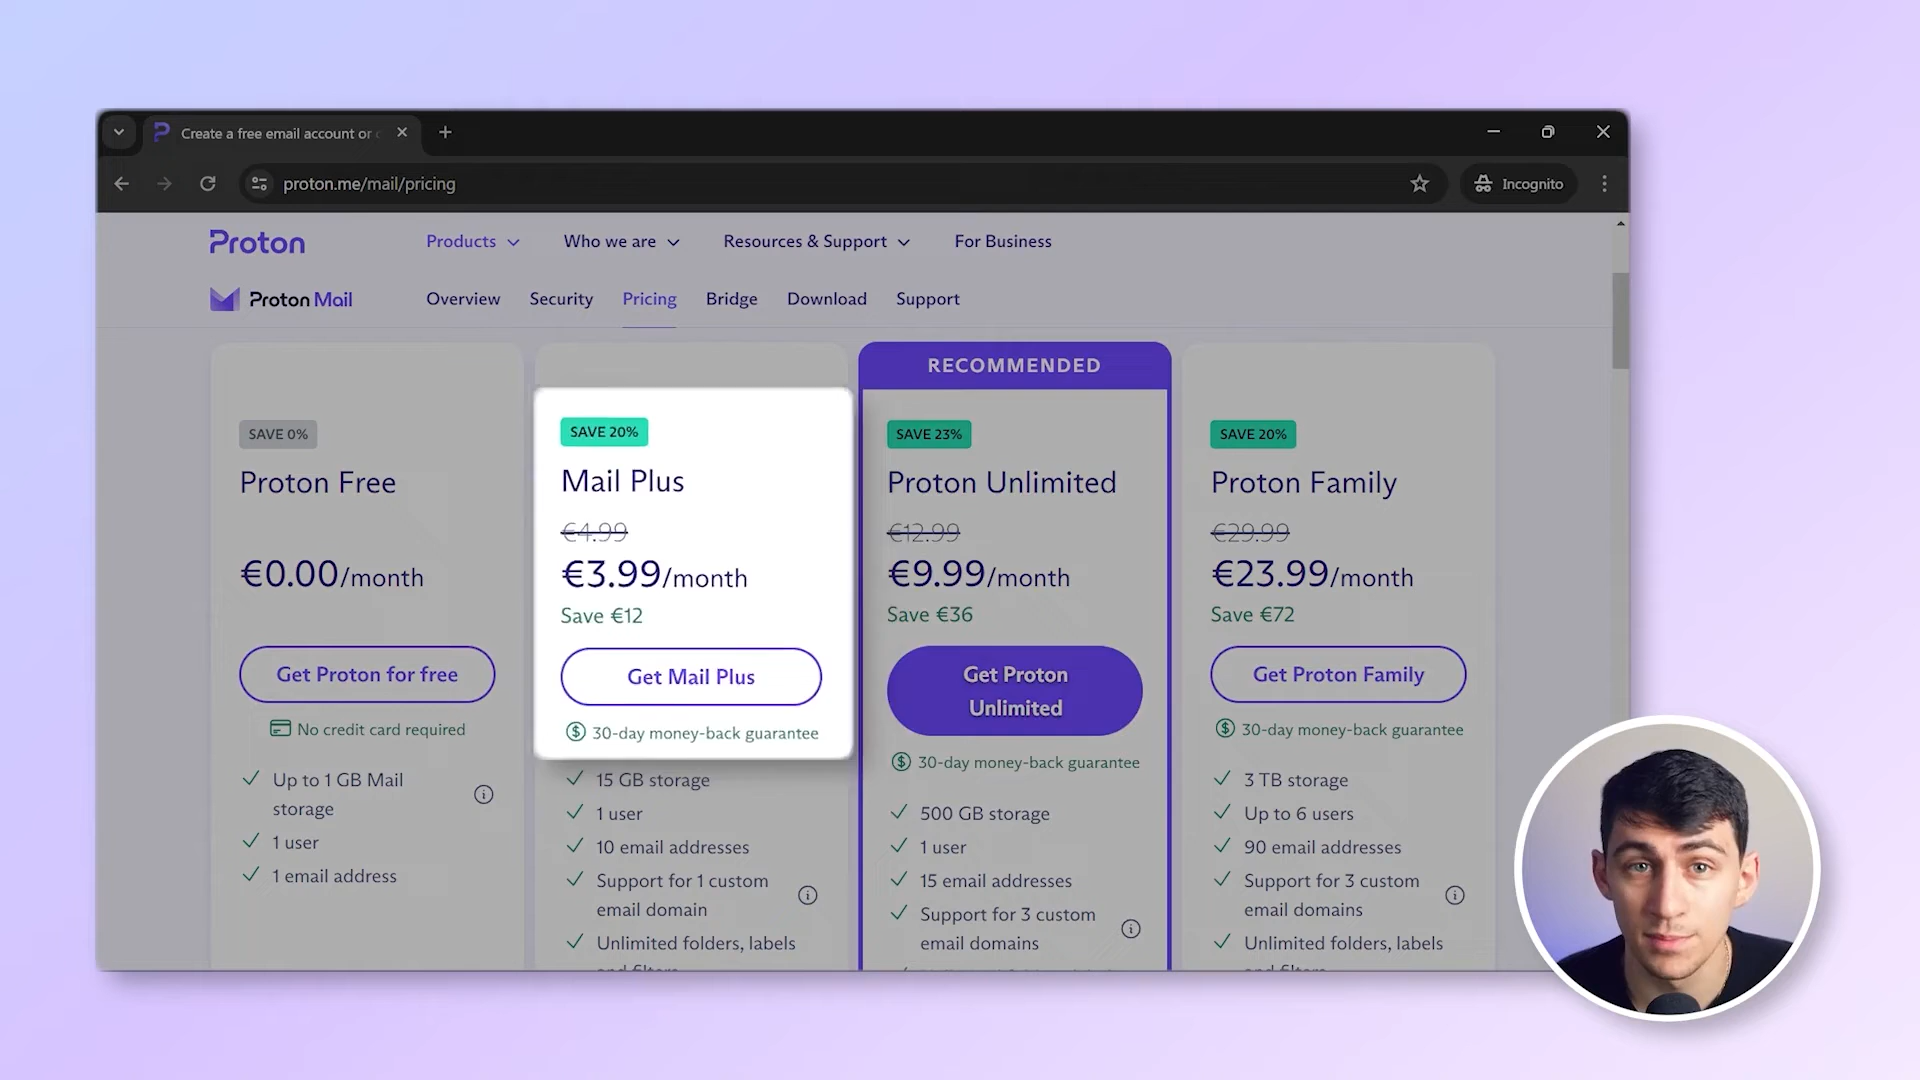 Create a free email account or
proton.me/mail/pricing
Incognito
Proton
Products
Who we are
Resources & Support
For Business
Proton Mail
Overview
Security
Pricing
Bridge
Download
Support
SAVE 0%
Proton Free
€0.00/month
Get Proton for free
No credit card required
Up to 1 GB Mail
storage
1 user
1 email address
SAVE 20%
Mail Plus
€4.99
€3.99/month
Save €12
Get Mail Plus
30-day money-back guarantee
15 GB storage
1 user
10 email addresses
Support for 1 custom
email domain
Unlimited folders, labels
and filters
RECOMMENDED
SAVE 23%
Proton Unlimited
€12.99
€9.99/month
Save €36
Get Proton
Unlimited
30-day money-back guarantee
500 GB storage
1 user
15 email addresses
Support for 3 custom
email domains
SAVE 20%
Proton Family
€29.99
€23.99/month
Save €72
Get Proton Family
30-day money-back guarantee
3 TB storage
Up to 6 users
90 email addresses
Support for 3 custom
email domains
Unlimited folders, labels
and filters